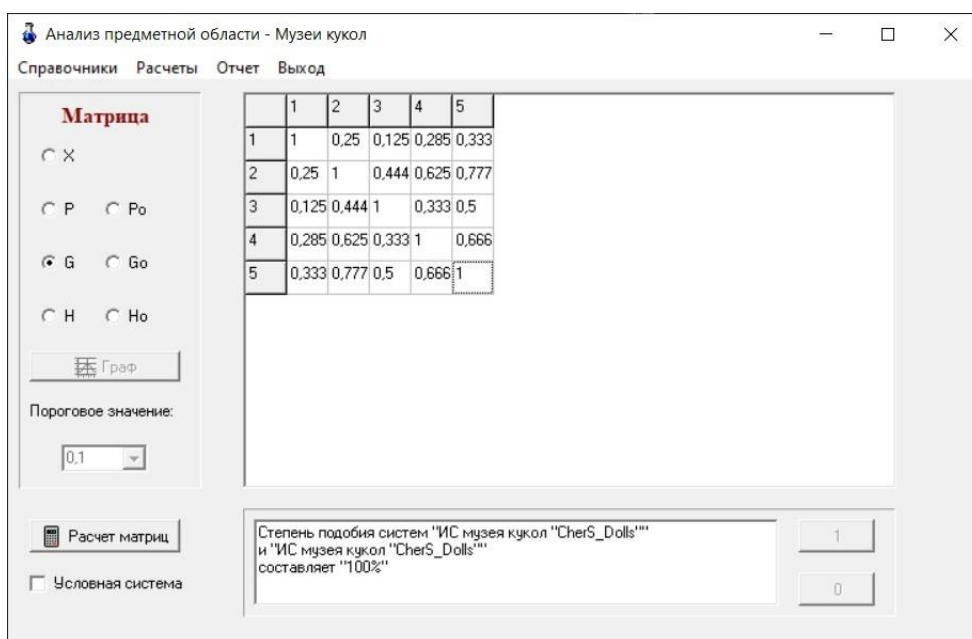 Анализ предметной области - Музеи кукол
Справочники Расчеты Отчет Выход
Матрица
X
P Po
G Go
H Ho
Граф
Пороговое значение:
0,1
Расчет матриц
Условная система
1 2 3 4 5
1 1 0,25 0,125 0,285 0,333
2 0,25 1 0,444 0,625 0,777
3 0,125 0,444 1 0,333 0,5
4 0,285 0,625 0,333 1 0,666
5 0,333 0,777 0,5 0,666 1
Степень подобия систем "ИС музея кукол "CherS_Dolls""
и "ИС музея кукол "CherS_Dolls""
составляет "100%"
1
0